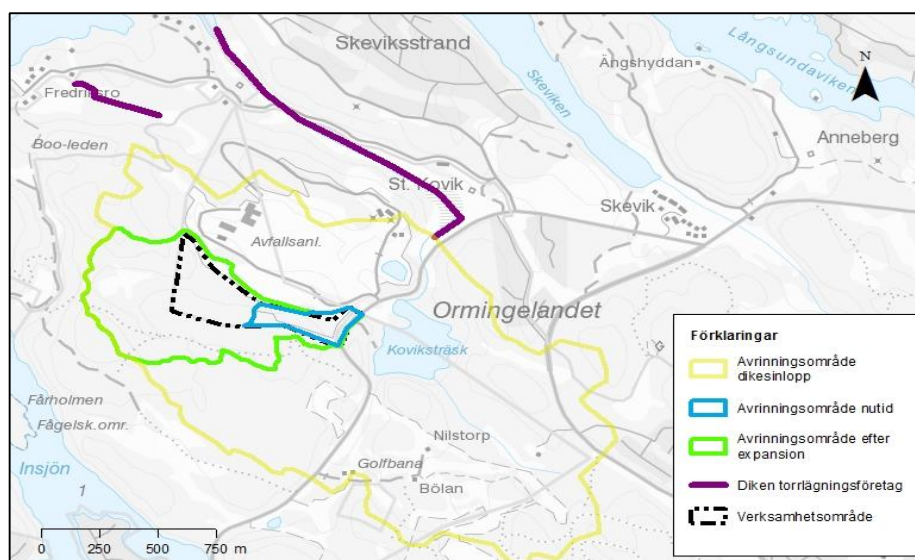 Skeviksstrand
Ängshyddan
Långsundaviken
N
Skeviken
Fredriksro
Anneberg
Boo-leden
St. Kovik
Skevik
Avfallsanl.
Ormingelandet
G
Koviksträsk
Fårholmen
Fågelsk.omr.
Nilstorp
Insjön
Golfbana
Bölan
1
0 250 500 750 m
Förklaringar
Avrinningsområde
dikesinlopp
Avrinningsområde nutid
Avrinningsområde efter
expansion
Diken torrläggningsföretag
Verksamhetsområde